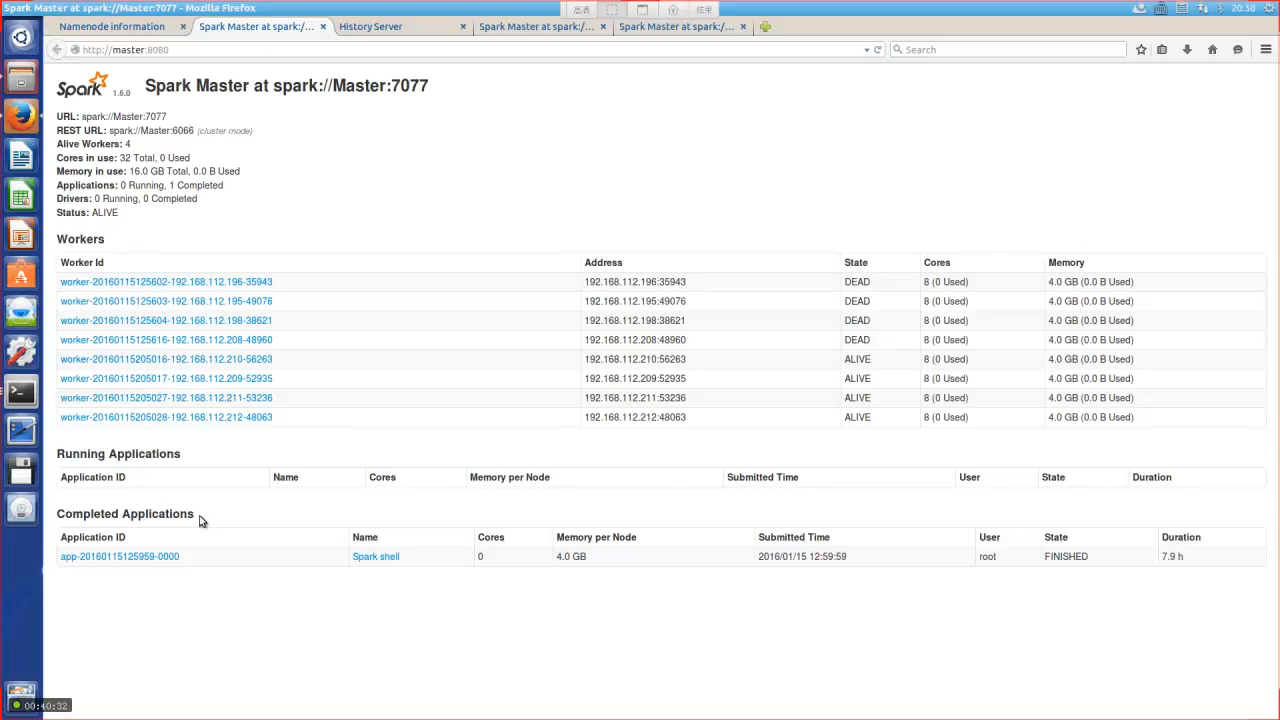 Spark Master at spark://Master:7077 - Mozilla Firefox
结束
20:58
Namenode information × Spark Master at spark:/... × History Server × Spark Master at spark:/... × Spark Master at spark:/... ×
http://master:8080
Search
Spark 1.6.0 Spark Master at spark://Master:7077
URL: spark://Master:7077
REST URL: spark://Master:6066 (cluster mode)
Alive Workers: 4
Cores in use: 32 Total, 0 Used
Memory in use: 16.0 GB Total, 0.0 B Used
Applications: 0 Running, 1 Completed
Drivers: 0 Running, 0 Completed
Status: ALIVE
Workers
Worker Id Address State Cores Memory
worker-20160115125602-192.168.112.196-35943 192.168.112.196:35943 DEAD 8 (0 Used) 4.0 GB (0.0 B Used)
worker-20160115125603-192.168.112.195-49076 192.168.112.195:49076 DEAD 8 (0 Used) 4.0 GB (0.0 B Used)
worker-20160115125604-192.168.112.198-38621 192.168.112.198:38621 DEAD 8 (0 Used) 4.0 GB (0.0 B Used)
worker-20160115125616-192.168.112.208-48960 192.168.112.208:48960 DEAD 8 (0 Used) 4.0 GB (0.0 B Used)
worker-20160115205016-192.168.112.210-56263 192.168.112.210:56263 ALIVE 8 (0 Used) 4.0 GB (0.0 B Used)
worker-20160115205017-192.168.112.209-52935 192.168.112.209:52935 ALIVE 8 (0 Used) 4.0 GB (0.0 B Used)
worker-20160115205027-192.168.112.211-53236 192.168.112.211:53236 ALIVE 8 (0 Used) 4.0 GB (0.0 B Used)
worker-20160115205028-192.168.112.212-48063 192.168.112.212:48063 ALIVE 8 (0 Used) 4.0 GB (0.0 B Used)
Running Applications
Application ID Name Cores Memory per Node Submitted Time User State Duration
Completed Applications
Application ID Name Cores Memory per Node Submitted Time User State Duration
app-20160115125959-0000 Spark shell 0 4.0 GB 2016/01/15 12:59:59 root FINISHED 7.9 h
00:40:32